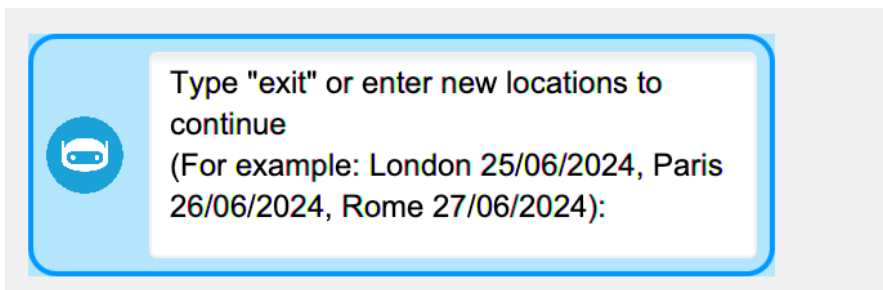 Type "exit" or enter new locations to
continue
(For example: London 25/06/2024, Paris
26/06/2024, Rome 27/06/2024):